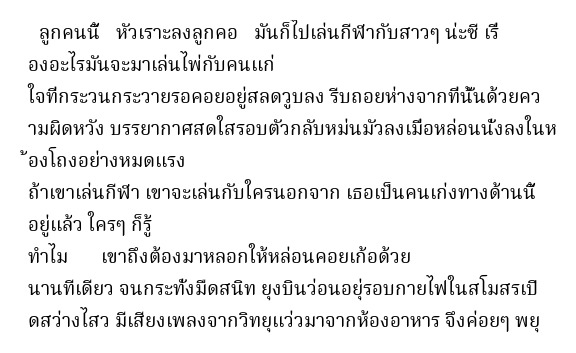 ลูกคนนี้ หัวเราะลงลูกคอ มันก็ไปเล่นกีฬากับสาวๆ น่ะซี เรื
่องอะไรมันจะมาเล่นไพ่กับคนแก่
ใจที่กระวนกระวายรอคอยอยู่สลดวูบลง รีบถอยห่างจากที่นั้นด้วยคว
ามผิดหวัง บรรยากาศสดใสรอบตัวกลับหม่นมัวลงเมื่อหล่อนนั่งลงในห
้องโถงอย่างหมดแรง
ถ้าเขาเล่นกีฬา เขาจะเล่นกับใครนอกจาก เธอเป็นคนเก่งทางด้านนี้
อยู่แล้ว ใครๆ ก็รู้
ทำไม เขาถึงต้องมาหลอกให้หล่อนคอยเก้อด้วย
นานทีเดียว จนกระทั่งมืดสนิท ยุงบินว่อนอยู่รอบกายไฟในสโมสรเปิ
ดสว่างไสว มีเสียงเพลงจากวิทยุแว่วมาจากห้องอาหาร จึงค่อยๆ พยุ